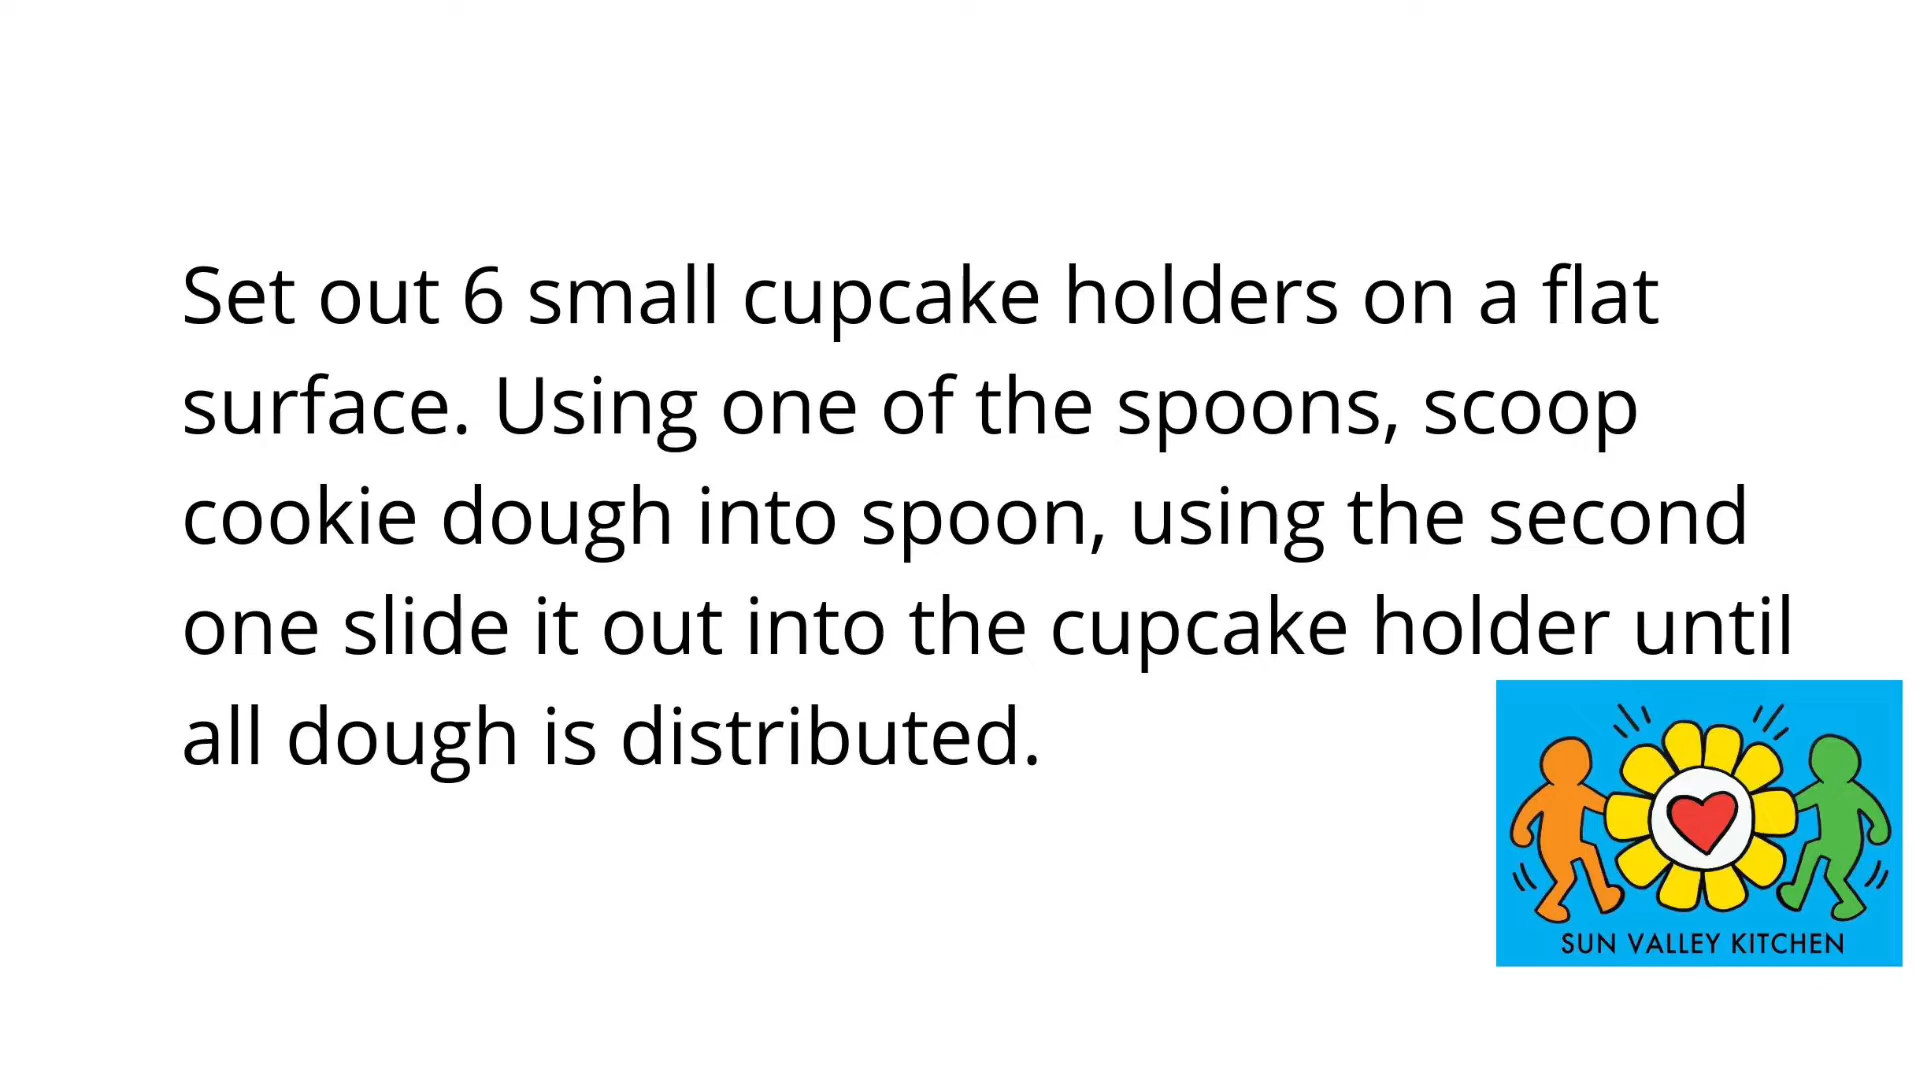 Set out 6 small cupcake holders on a flat
surface. Using one of the spoons, scoop
cookie dough into spoon, using the second
one slide it out into the cupcake holder until
all dough is distributed.
SUN VALLEY KITCHEN